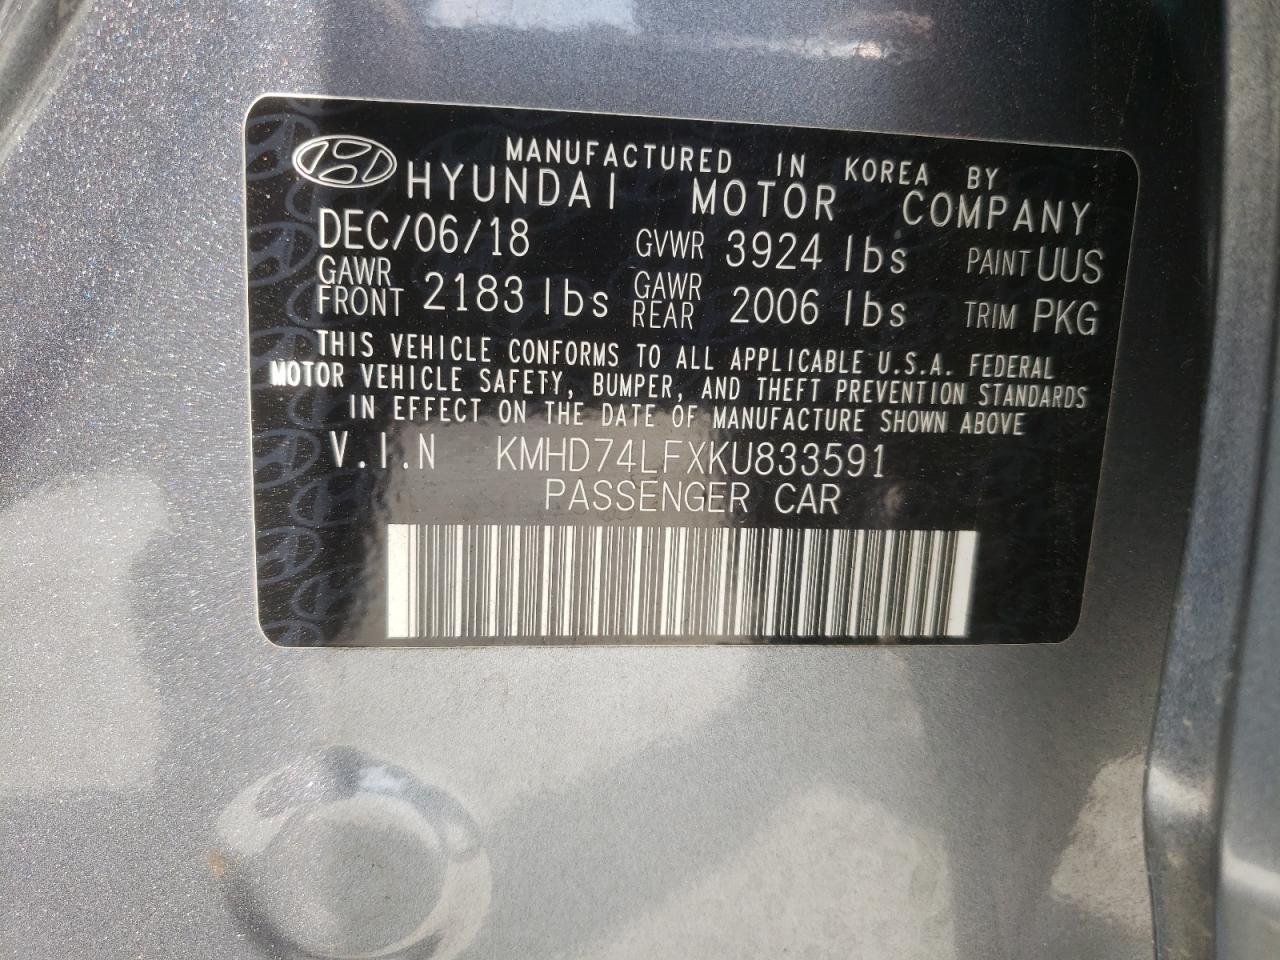 MANUFACTURED IN KOREA BY
HYUNDAI MOTOR COMPANY
DEC/06/18 GVWR 3924 lbs PAINT UUS
GAWR FRONT 2183 lbs GAWR REAR 2006 lbs TRIM PKG
THIS VEHICLE CONFORMS TO ALL APPLICABLE U.S.A. FEDERAL
MOTOR VEHICLE SAFETY, BUMPER, AND THEFT PREVENTION STANDARDS
IN EFFECT ON THE DATE OF MANUFACTURE SHOWN ABOVE
V.I.N KMHD74LFXKU833591
PASSENGER CAR